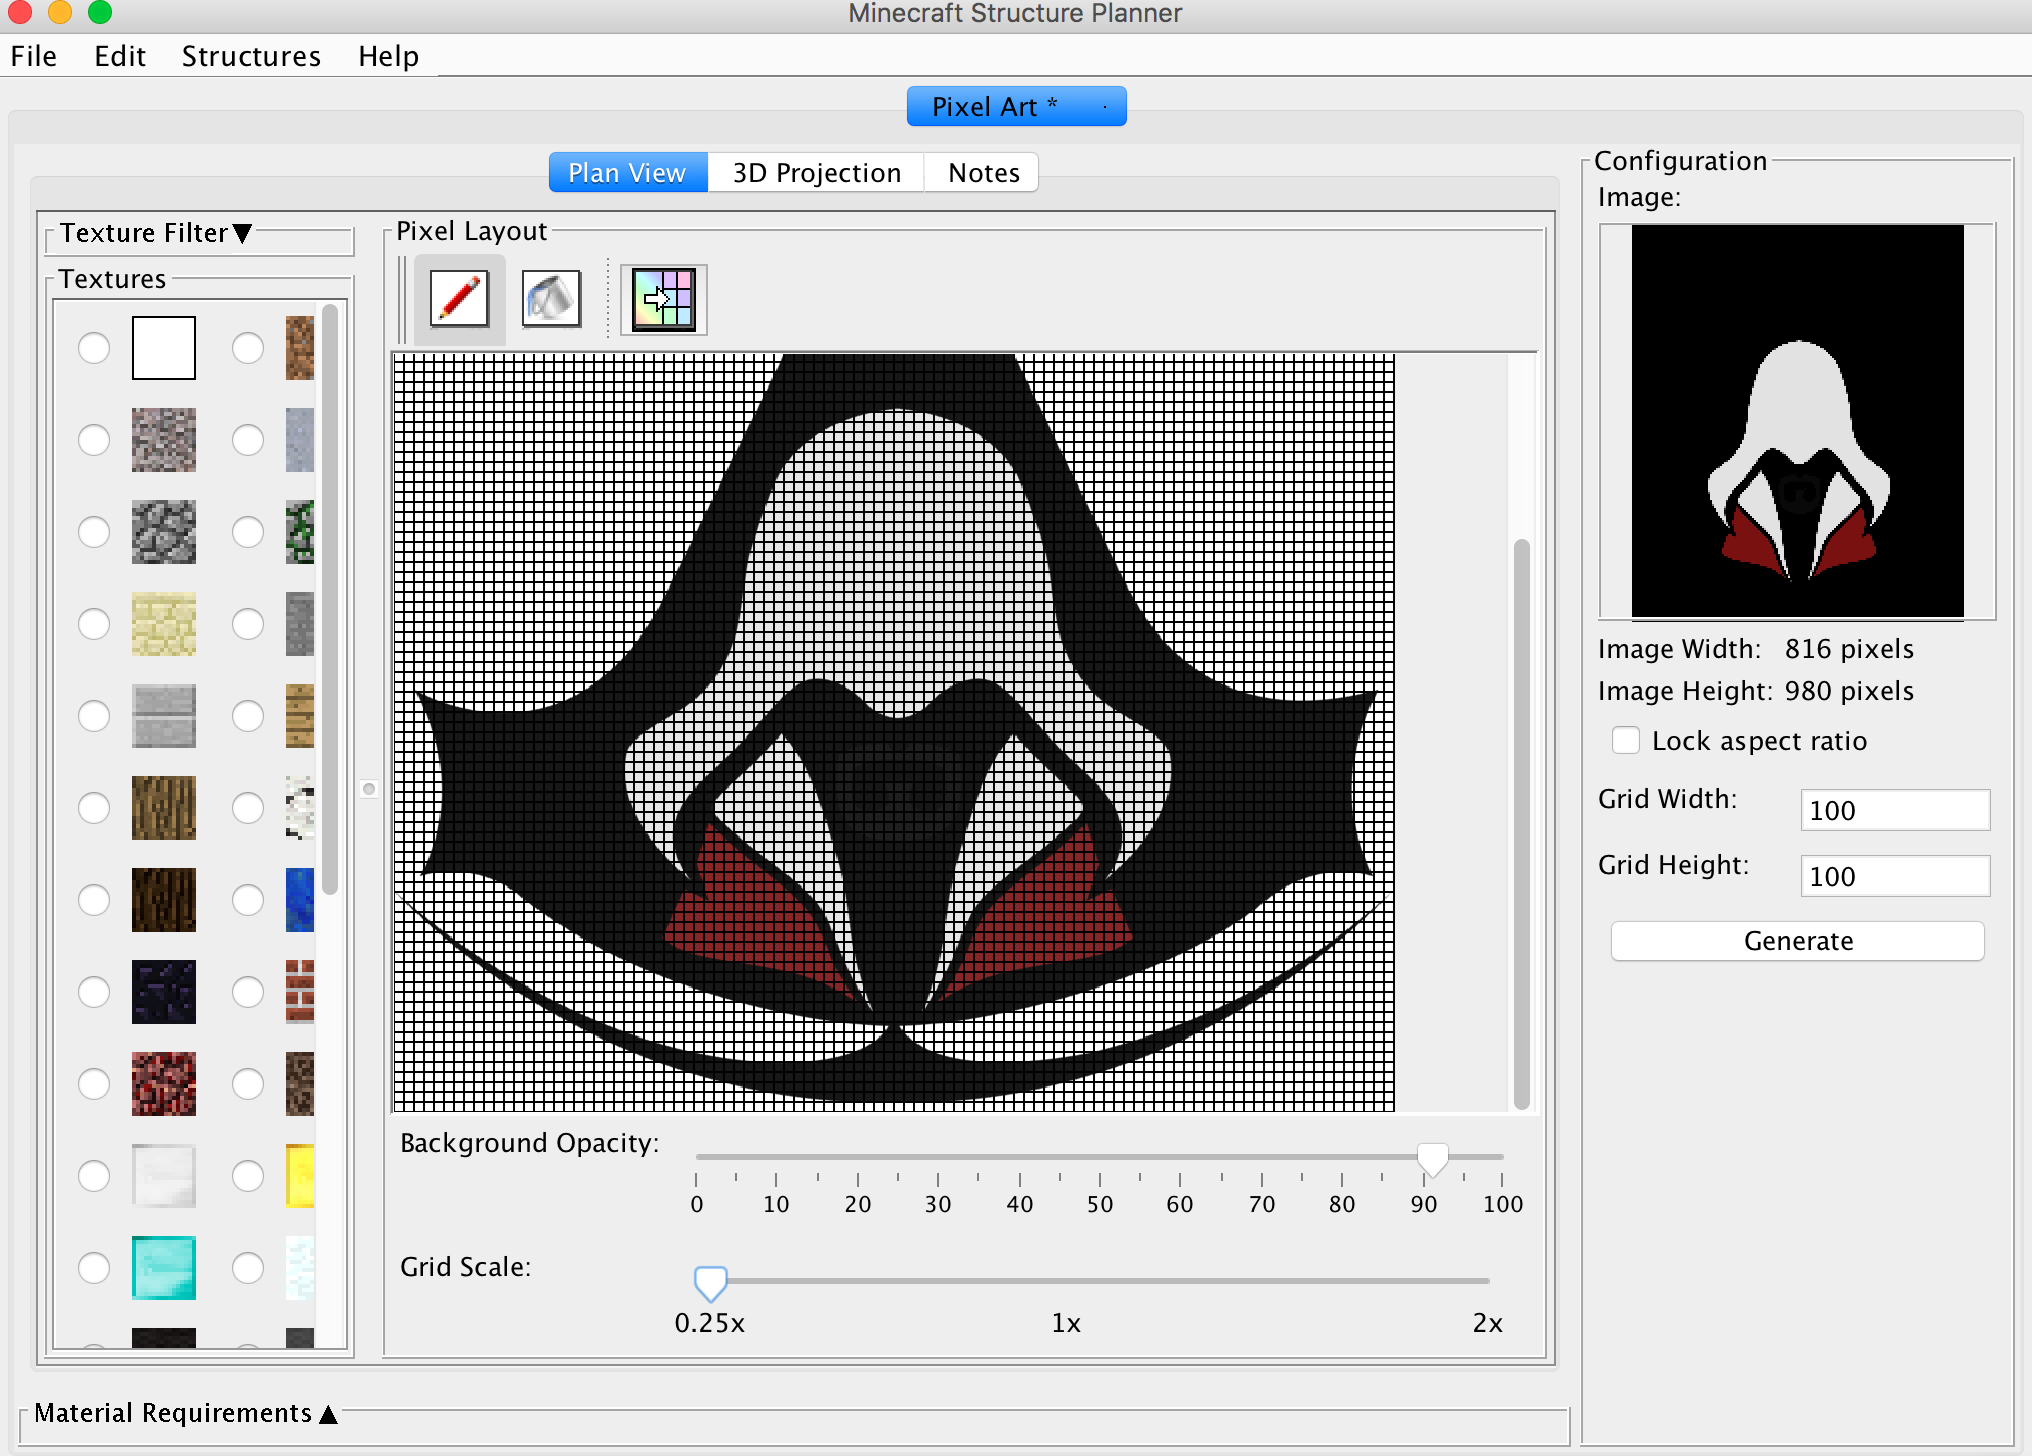 Minecraft Structure Planner
File Edit Structures Help
Pixel Art *
Plan View 3D Projection Notes
Texture Filter▼
Textures
Pixel Layout
Background Opacity:
0 10 20 30 40 50 60 70 80 90 100
Grid Scale:
0.25x 1x 2x
Material Requirements ▲
Configuration
Image:
Image Width: 816 pixels
Image Height: 980 pixels
Lock aspect ratio
Grid Width: 100
Grid Height: 100
Generate